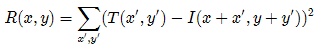 R(x, y) = ∑_{x′,y′} (T(x′, y′) − I(x + x′, y + y′))²